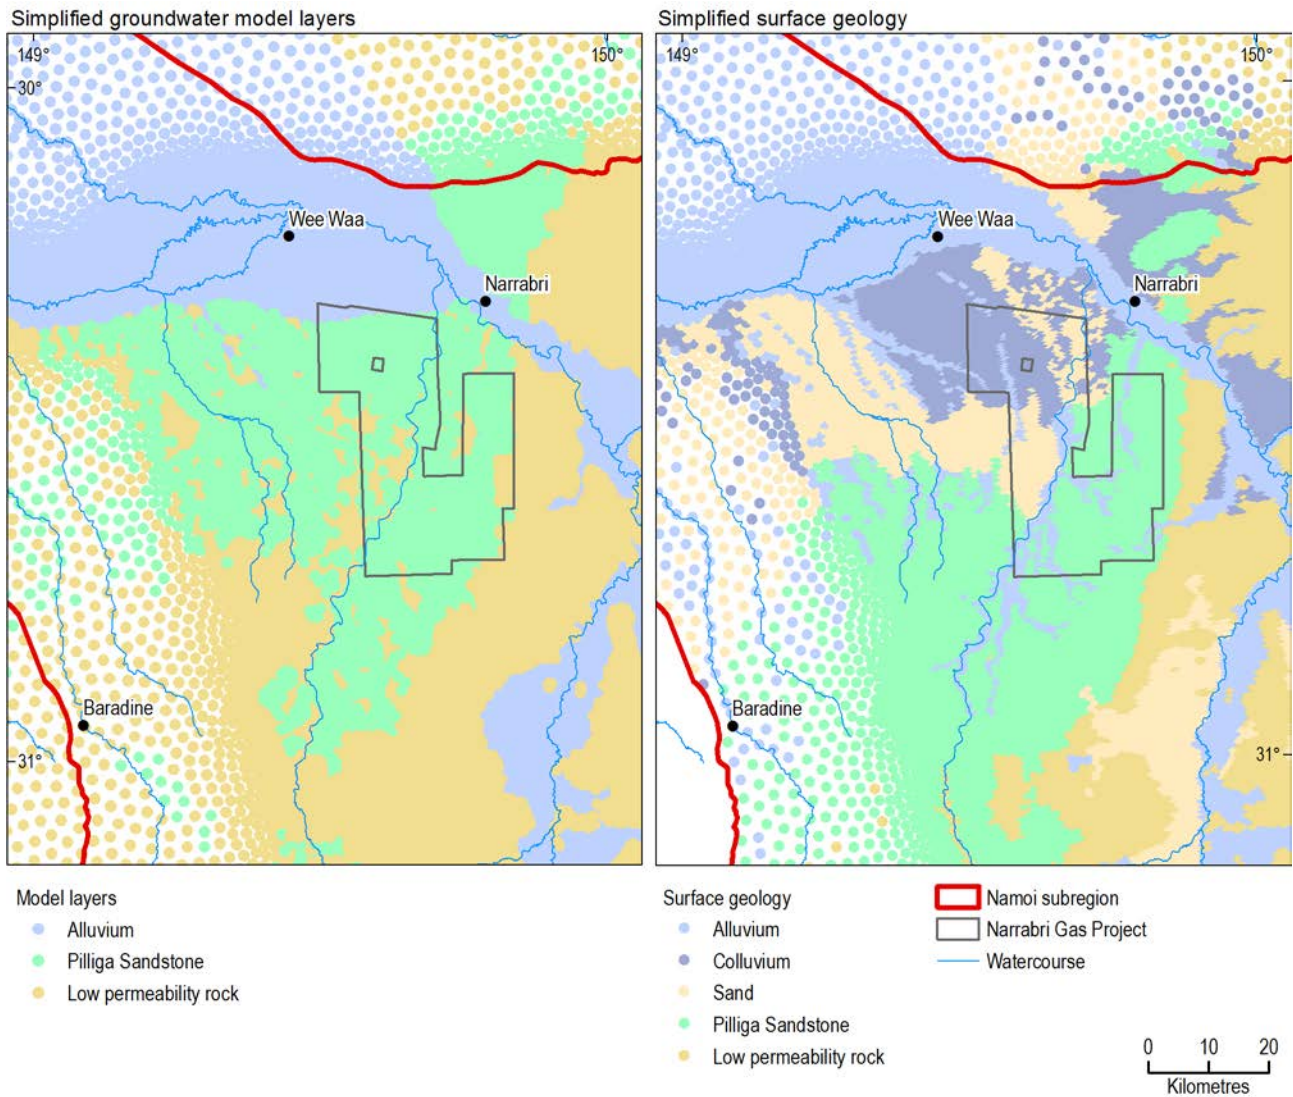 Simplified groundwater model layers
Simplified surface geology
149°
150°
30°
Wee Waa
Narrabri
Baradine
31°
149°
150°
Wee Waa
Narrabri
Baradine
31°
Model layers
Alluvium
Pilliga Sandstone
Low permeability rock
Surface geology
Alluvium
Colluvium
Sand
Pilliga Sandstone
Low permeability rock
Namoi subregion
Narrabri Gas Project
Watercourse
0 10 20
Kilometres